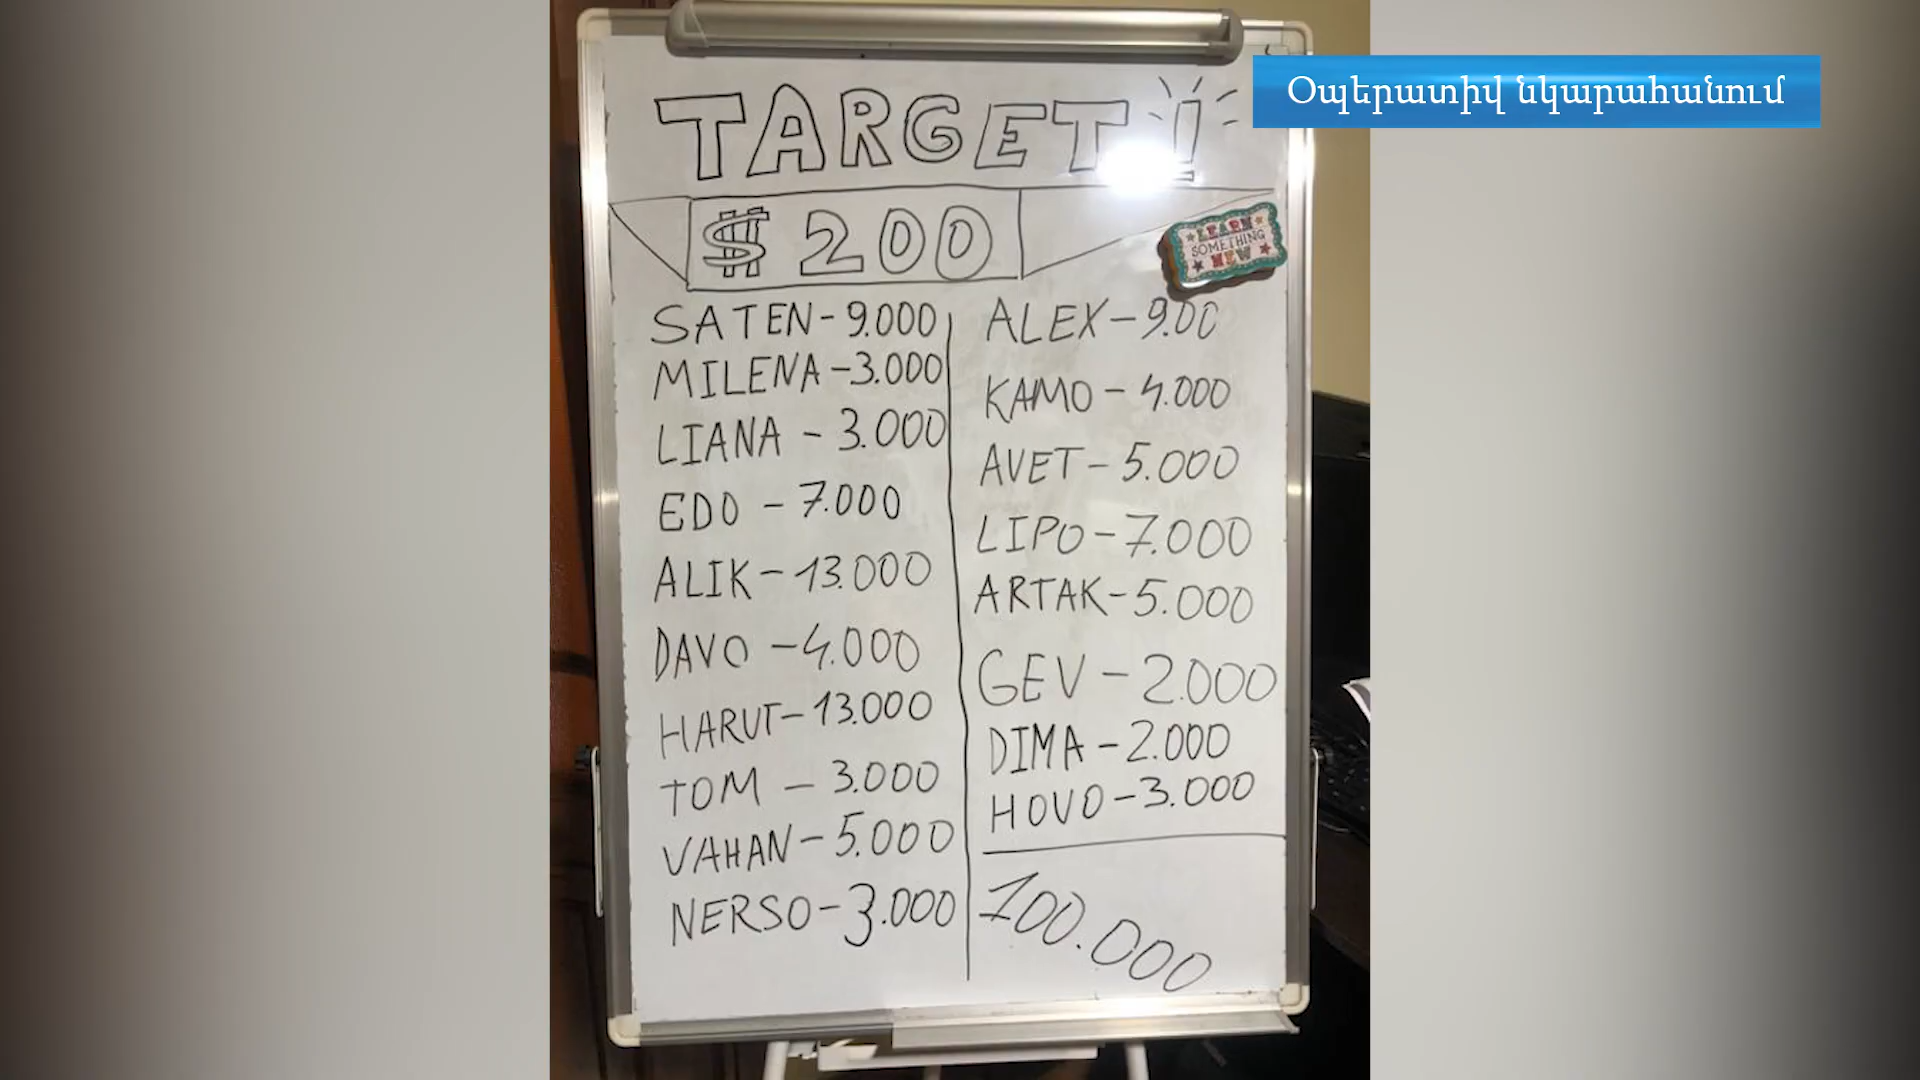 Օպերատիվ նկարահանում
TARGET!
$ 200
LEARN
SOMETHING
NEW
SATEN - 9.000
MILENA - 3.000
LIANA - 3.000
EDO - 7.000
ALIK - 13.000
DAVO - 4.000
HARUT - 13.000
TOM - 3.000
VAHAN - 5.000
NERSO - 3.000
ALEX - 9.00
KAMO - 4.000
AVET - 5.000
LIPO - 7.000
ARTAK - 5.000
GEV - 2.000
DIMA - 2.000
HOVO - 3.000
100.000